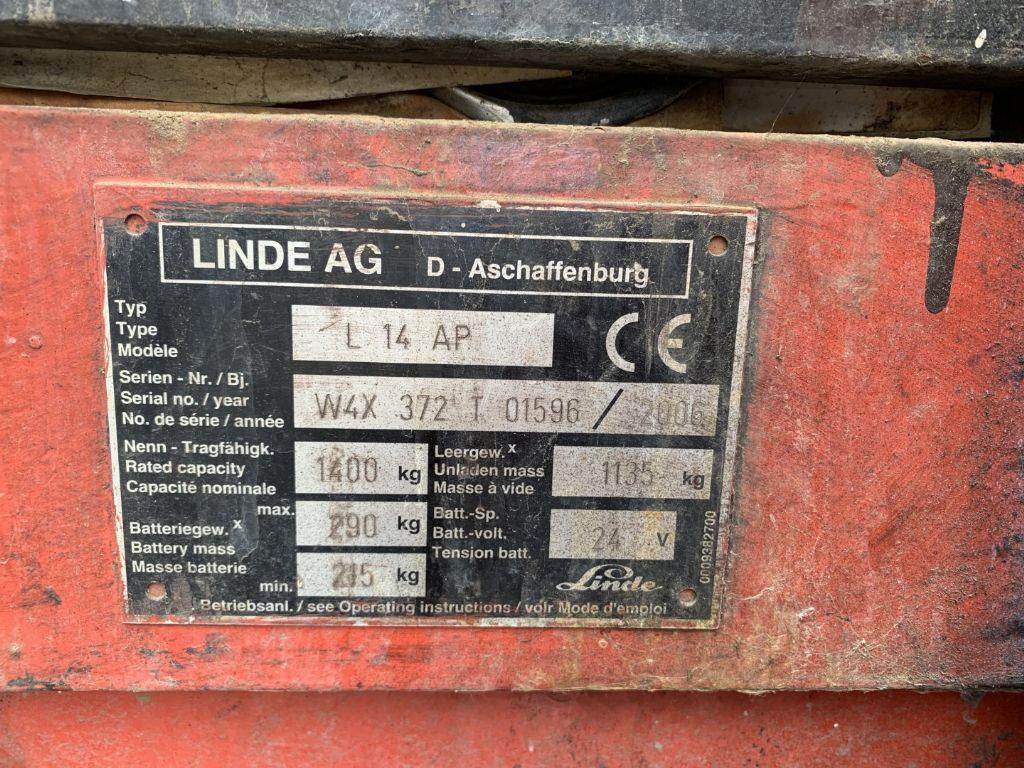 LINDE AG D - Aschaffenburg
Typ
Type
Modèle
L 14 AP
CE
Serien - Nr. / Bj.
Serial no. / year
No. de série / année
W4X 372 T 01596 / 2006
Nenn - Tragfähigk.
Rated capacity
Capacité nominale
1400 kg
Leergew. x
Unladen mass
Masse à vide
1135 kg
max.
Batteriegew. x
Battery mass
Masse batterie
min.
290 kg
215 kg
Batt.-Sp.
Batt.-volt.
Tension batt.
24 V
Linde
0009382700
Betriebsanl. / see Operating instructions / voir Mode d'emploi